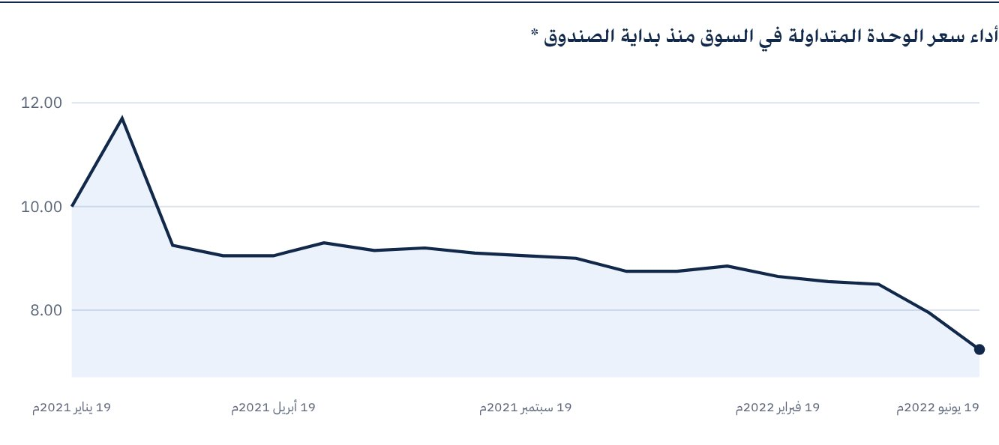 أداء سعر الوحدة المتداولة في السوق منذ بداية الصندوق *
12.00
10.00
8.00
19 يناير 2021م
19 أبريل 2021م
19 سبتمبر 2021م
19 فبراير 2022م
19 يونيو 2022م